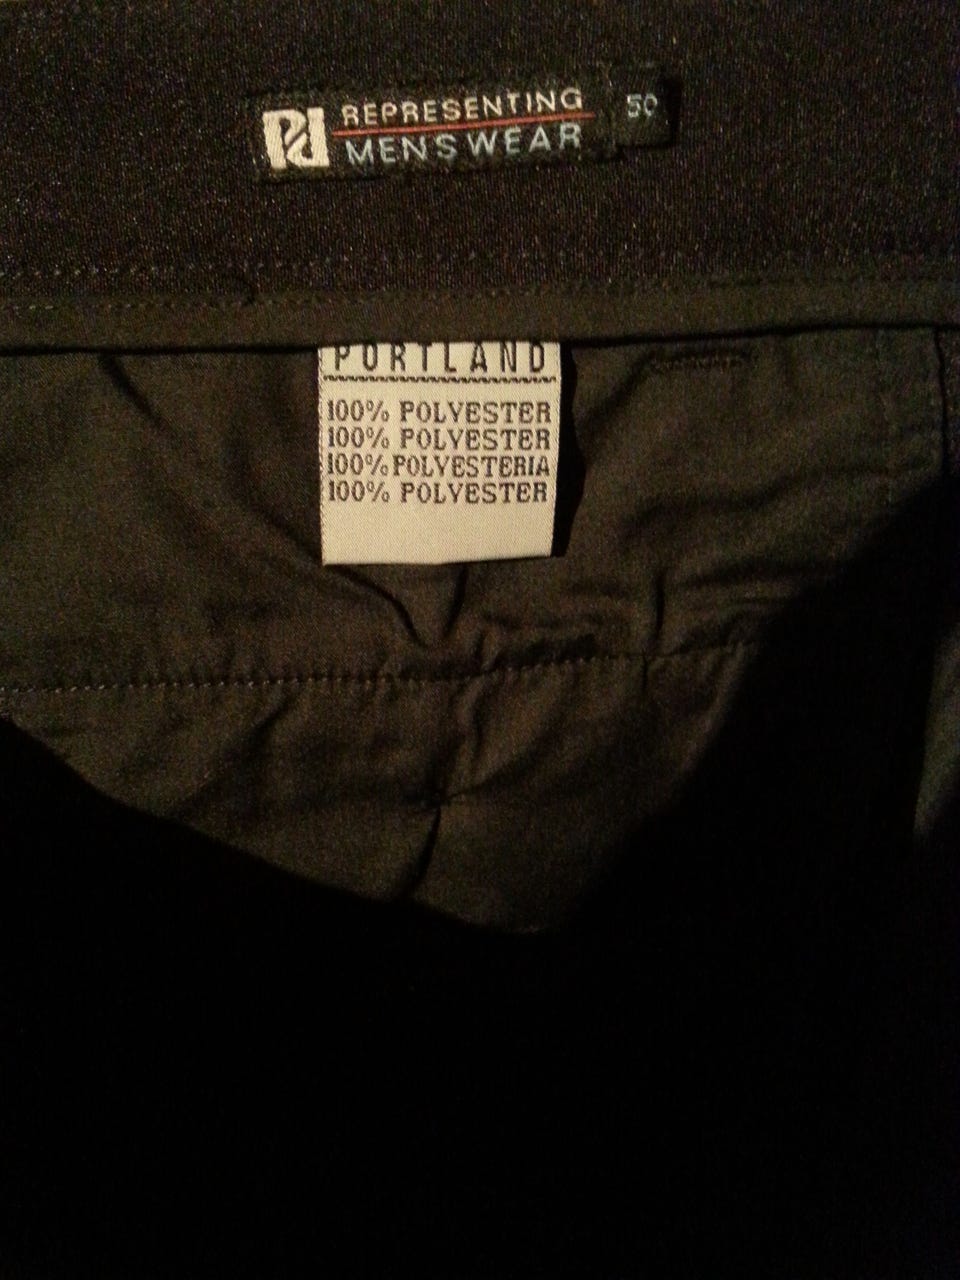 REPRESENTING
MENSWEAR
50
PORTLAND
100% POLYESTER
100% POLYESTER
100% POLYESTERIA
100% POLYESTER